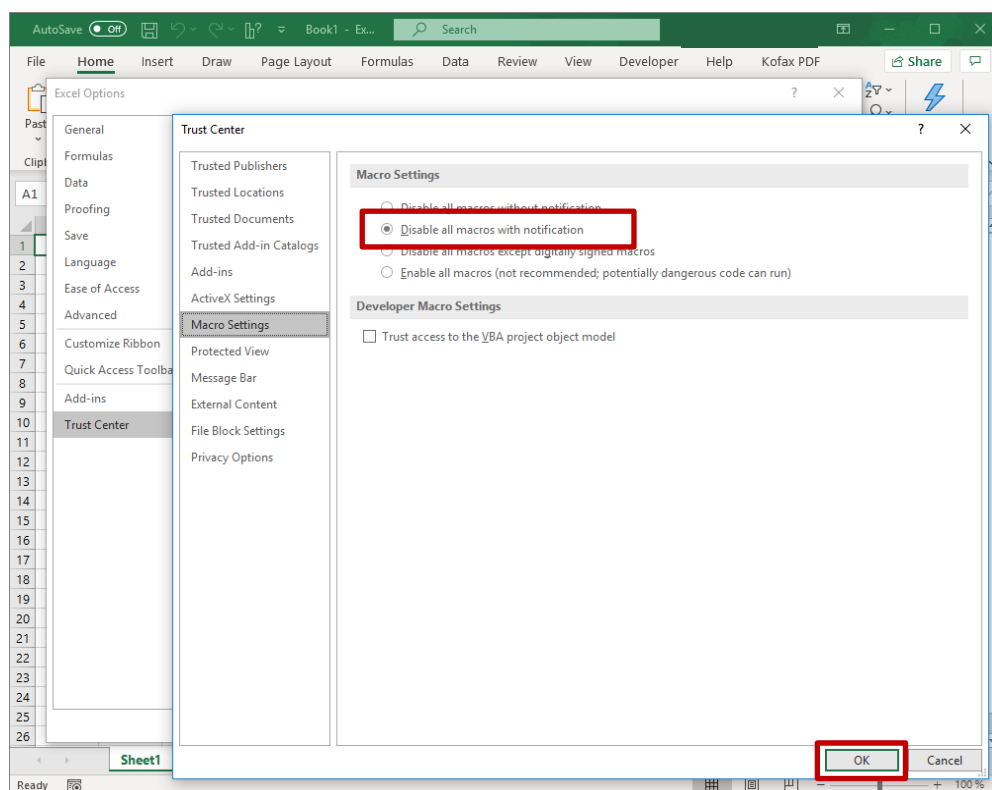 AutoSave Off Book1 - Ex... Search
File Home Insert Draw Page Layout Formulas Data Review View Developer Help Kofax PDF Share
Excel Options ?
Past
Clipb
A1
General
Formulas
Data
Proofing
Save
Language
Ease of Access
Advanced
Customize Ribbon
Quick Access Toolba
Add-ins
Trust Center
Trust Center ?
Trusted Publishers
Trusted Locations
Trusted Documents
Trusted Add-in Catalogs
Add-ins
ActiveX Settings
Macro Settings
Protected View
Message Bar
External Content
File Block Settings
Privacy Options
Macro Settings
Disable all macros without notification
Disable all macros with notification
Disable all macros except digitally signed macros
Enable all macros (not recommended; potentially dangerous code can run)
Developer Macro Settings
Trust access to the VBA project object model
1
2
3
4
5
6
7
8
9
10
11
12
13
14
15
16
17
18
19
20
21
22
23
24
25
26
OK Cancel
Sheet1
Ready 100 %